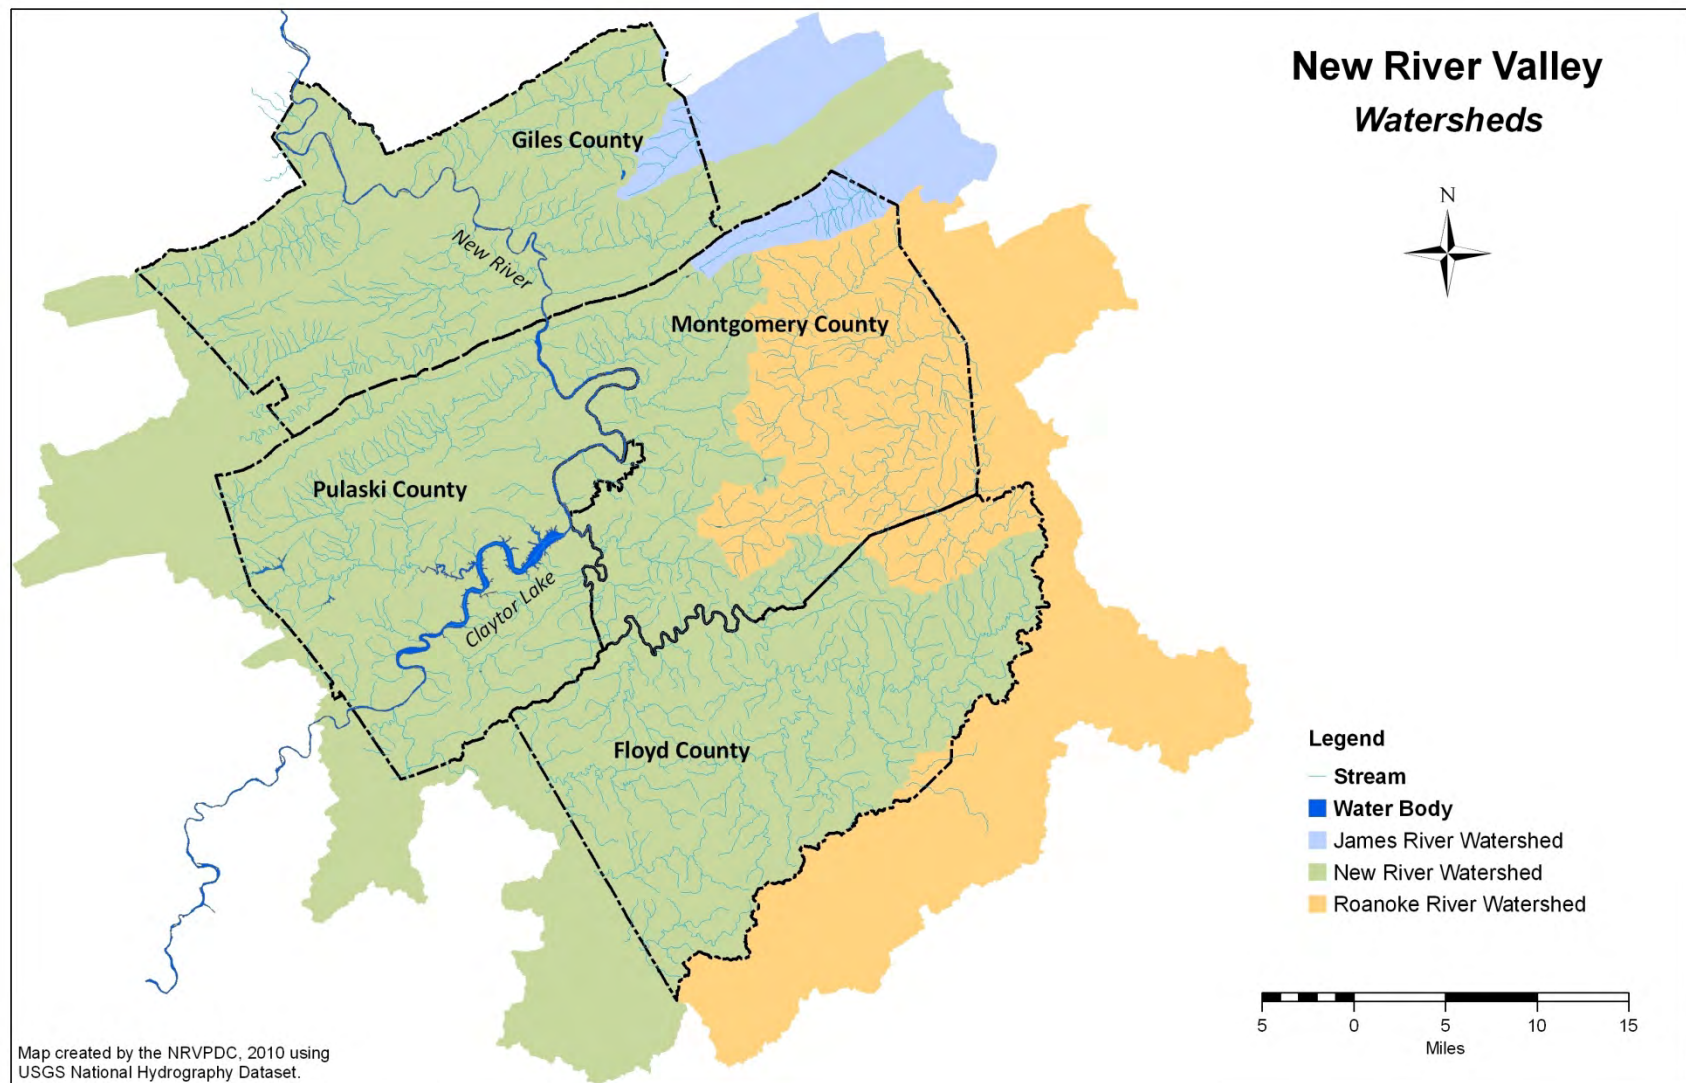 New River Valley
Watersheds
N
Giles County
New River
Montgomery County
Pulaski County
Claytor Lake
Floyd County
Legend
Stream
Water Body
James River Watershed
New River Watershed
Roanoke River Watershed
5 0 5 10 15
Miles
Map created by the NRVPDC, 2010 using
USGS National Hydrography Dataset.